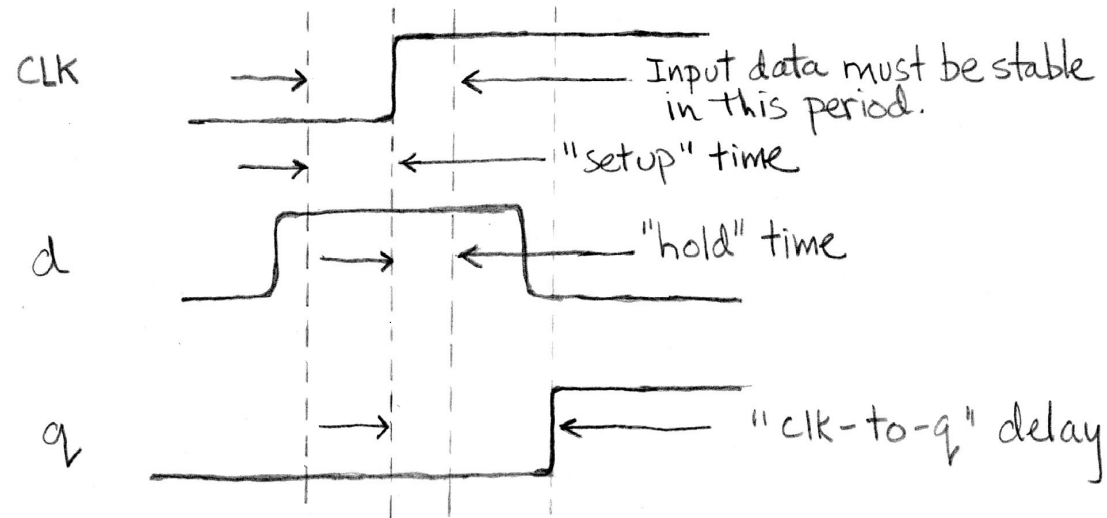 CLK
Input data must be stable
in this period.
"setup" time
d
"hold" time
q
"clk-to-q" delay